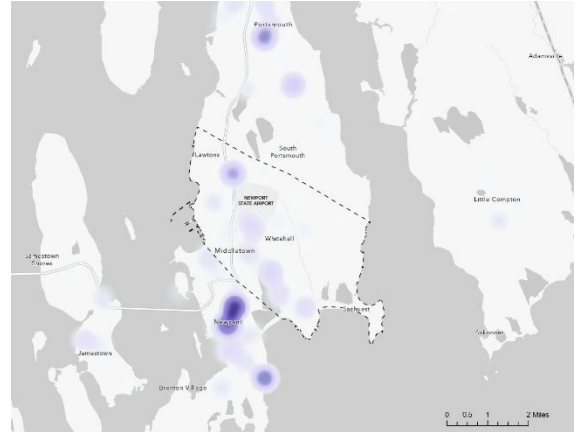 Portsmouth
Adamsville
Lawtons
South
Portsmouth
NEWPORT
STATE AIRPORT
Little Compton
Whitehall
Middletown
Jamestown
Shores
Sachuest
Newport
Jamestown
Brenton Village
0 0.5 1 2 Miles